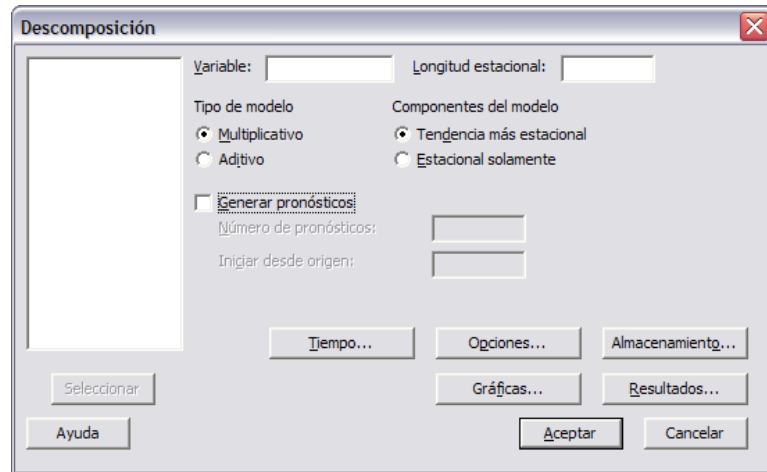 Descomposición
Variable: Longitud estacional:
Tipo de modelo Componentes del modelo
Multiplicativo Tendencia más estacional
Aditivo Estacional solamente
Generar pronósticos
Número de pronósticos:
Iniciar desde origen:
Tiempo... Opciones... Almacenamiento...
Seleccionar Gráficas... Resultados...
Ayuda Aceptar Cancelar